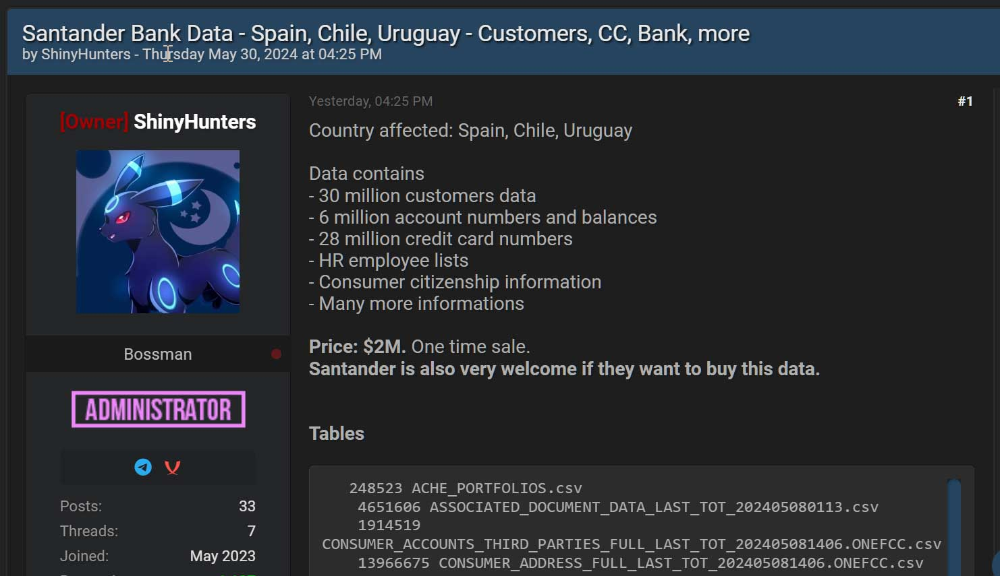 Santander Bank Data - Spain, Chile, Uruguay - Customers, CC, Bank, more
by ShinyHunters - Thursday May 30, 2024 at 04:25 PM
[Owner] ShinyHunters
Bossman
ADMINISTRATOR
Posts: 33
Threads: 7
Joined: May 2023
Yesterday, 04:25 PM #1
Country affected: Spain, Chile, Uruguay
Data contains
- 30 million customers data
- 6 million account numbers and balances
- 28 million credit card numbers
- HR employee lists
- Consumer citizenship information
- Many more informations
Price: $2M. One time sale.
Santander is also very welcome if they want to buy this data.
Tables
248523 ACHE_PORTFOLIOS.csv
4651606 ASSOCIATED_DOCUMENT_DATA_LAST_TOT_202405080113.csv
1914519
CONSUMER_ACCOUNTS_THIRD_PARTIES_FULL_LAST_TOT_202405081406.ONEFCC.csv
13966675 CONSUMER_ADDRESS_FULL_LAST_TOT_202405081406.ONEFCC.csv